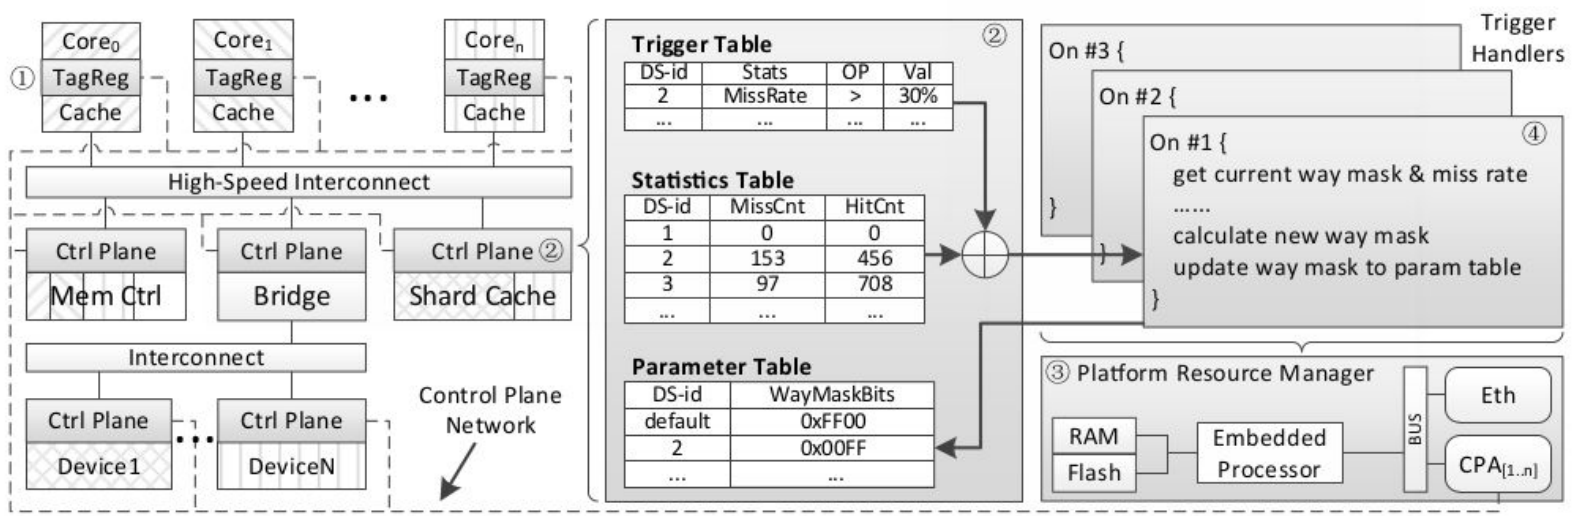 Core0
Core1
Coren
①
TagReg
TagReg
TagReg
...
Cache
Cache
Cache
High-Speed Interconnect
Ctrl Plane
Ctrl Plane
Ctrl Plane ②
Mem Ctrl
Bridge
Shard Cache
Interconnect
Ctrl Plane
Ctrl Plane
...
Device1
DeviceN
Control Plane
Network
②
Trigger Table
DS-id Stats OP Val
2 MissRate > 30%
... ... ... ...
Statistics Table
DS-id MissCnt HitCnt
1 0 0
2 153 456
3 97 708
... ... ...
Parameter Table
DS-id WayMaskBits
default 0xFF00
2 0x00FF
... ...
Trigger
Handlers
On #3 {
}
On #2 {
}
④
On #1 {
get current way mask & miss rate
......
calculate new way mask
update way mask to param table
}
③ Platform Resource Manager
RAM
Flash
Embedded
Processor
BUS
Eth
CPA[1..n]